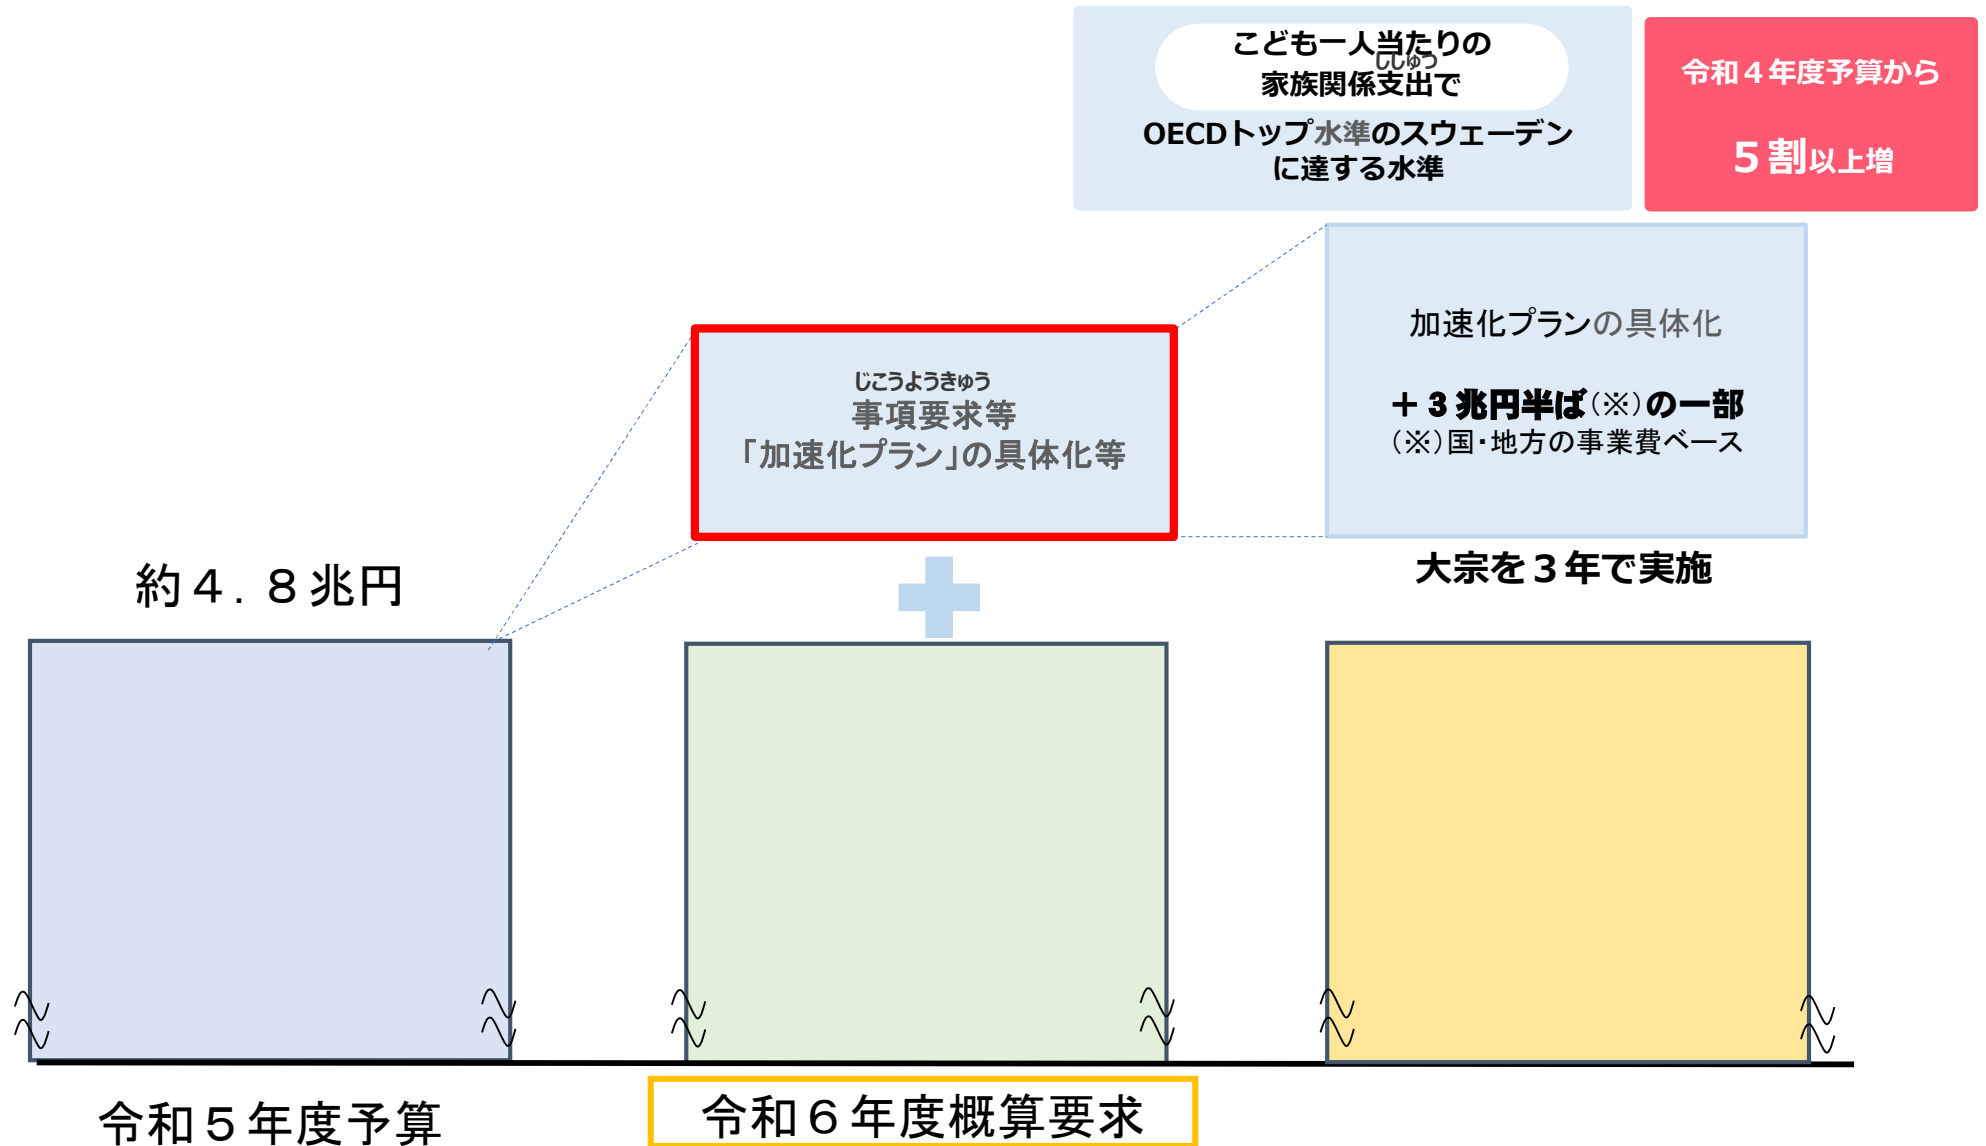 こども一人当たりの
ししゅつ
家族関係支出で
OECDトップ水準のスウェーデン
に達する水準
令和４年度予算から
５割以上増
加速化プランの具体化
＋３兆円半ば（※）の一部
（※）国・地方の事業費ベース
大宗を３年で実施
じこうようきゅう
事項要求等
「加速化プラン」の具体化等
約４．８兆円
令和５年度予算
令和６年度概算要求